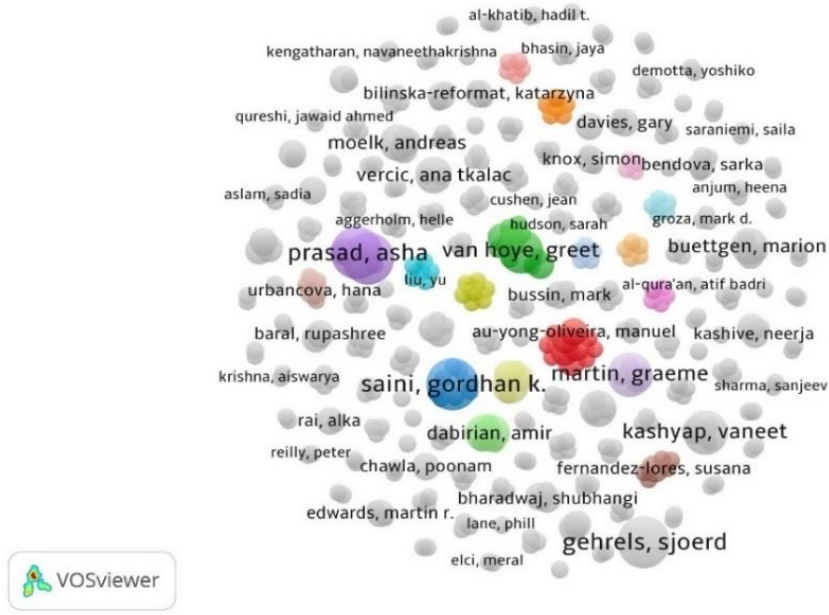 al-khatib, hadil t.
kengatharan, navaneethakrishna
bhasin, jaya
demotta, yoshiko
bilinska-reformat, katarzyna
qureshi, jawaid ahmed
davies, gary
saraniemi, saila
moelk, andreas
knox, simon
bendova, sarka
vercic, ana tkalac
anjum, heena
aslam, sadia
cushen, jean
aggerholm, helle
hudson, sarah
groza, mark d.
prasad, asha
van hoye, greet
buettgen, marion
liu, yu
urbancova, hana
bussin, mark
al-qura'an, atif badri
baral, rupashree
au-yong-oliveira, manuel
kashive, neerja
krishna, aiswarya
saini, gordhan k.
martin, graeme
sharma, sanjeev
rai, alka
dabirian, amir
kashyap, vaneet
reilly, peter
chawla, poonam
fernandez-lores, susana
bharadwaj, shubhangi
edwards, martin r.
lane, phill
gehrels, sjoerd
elci, meral
VOSviewer